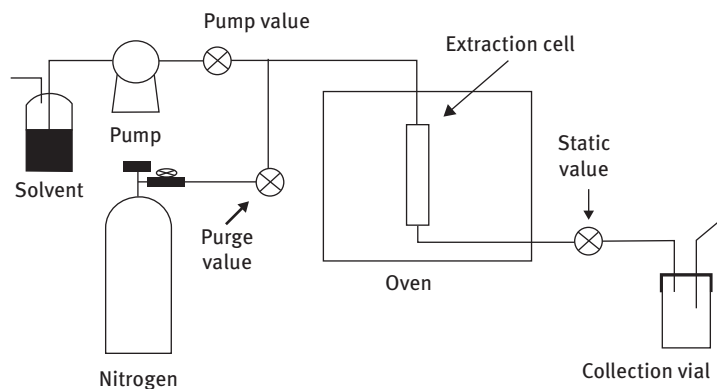 Pump value
Extraction cell
Pump
Solvent
Static
value
Purge
value
Oven
Nitrogen
Collection vial